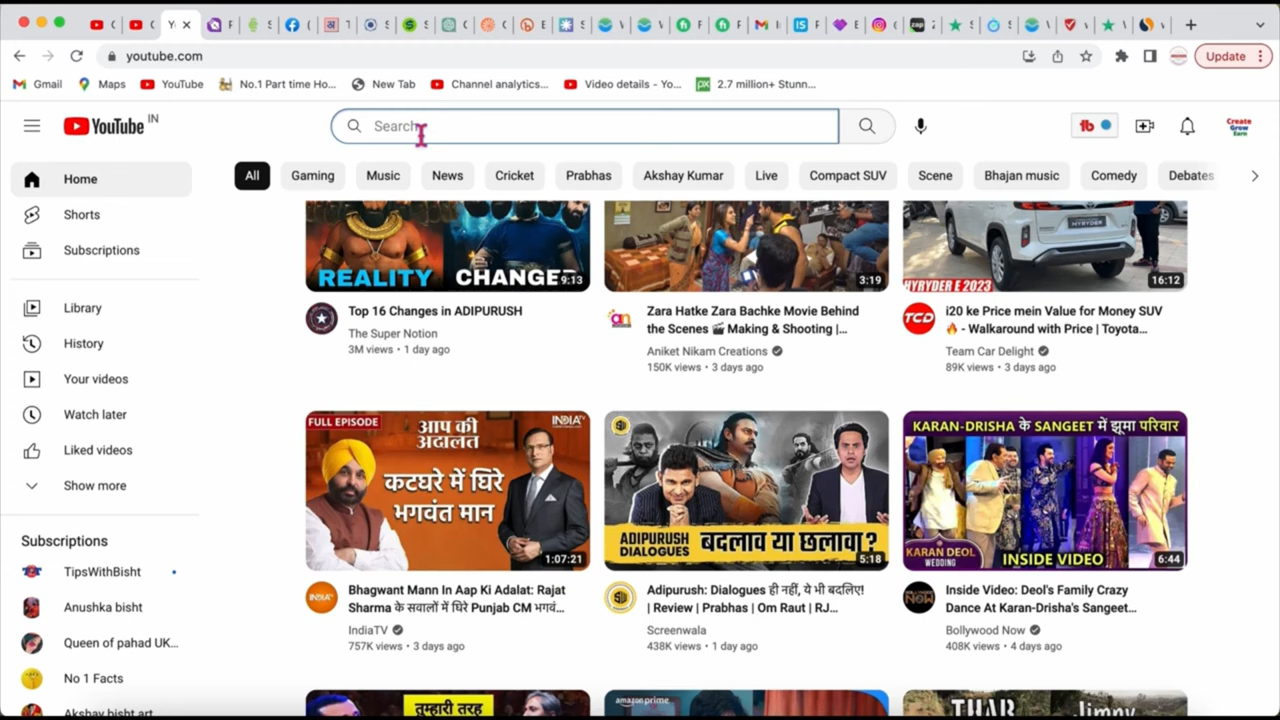 youtube.com
Update
Gmail
Maps
YouTube
No.1 Part time Ho...
New Tab
Channel analytics...
Video details - Yo...
2.7 million+ Stunn...
YouTube IN
Search
Create
Grow
Earn
All
Gaming
Music
News
Cricket
Prabhas
Akshay Kumar
Live
Compact SUV
Scene
Bhajan music
Comedy
Debates
Home
Shorts
Subscriptions
Library
History
Your videos
Watch later
Liked videos
Show more
Subscriptions
TipsWithBisht
Anushka bisht
Queen of pahad UK...
No 1 Facts
Akshay bisht art
REALITY CHANGE
9:13
Top 16 Changes in ADIPURUSH
The Super Notion
3M views • 1 day ago
3:19
Zara Hatke Zara Bachke Movie Behind
the Scenes 🎬 Making & Shooting |...
Aniket Nikam Creations
150K views • 3 days ago
HYRYDER
HYRYDER E 2023
16:12
TCD
i20 ke Price mein Value for Money SUV
🔥 - Walkaround with Price | Toyota...
Team Car Delight
89K views • 3 days ago
FULL EPISODE
INDIA TV
आप की
अदालत
कटघरे में घिरे
भगवंत मान
1:07:21
Bhagwant Mann In Aap Ki Adalat: Rajat
Sharma के सवालों में घिरे Punjab CM भगवं...
IndiaTV
757K views • 3 days ago
ADIPURUSH
DIALOGUES
बदलाव या छलावा?
5:18
Adipurush: Dialogues ही नहीं, ये भी बदलिए!
| Review | Prabhas | Om Raut | RJ...
Screenwala
438K views • 1 day ago
KARAN-DRISHA के SANGEET में झूमा परिवार
KARAN DEOL
WEDDING
INSIDE VIDEO
6:44
Inside Video: Deol's Family Crazy
Dance At Karan-Drisha's Sangeet...
Bollywood Now
408K views • 4 days ago
तुम्हारी तरह
amazon prime
THAR
Jimny